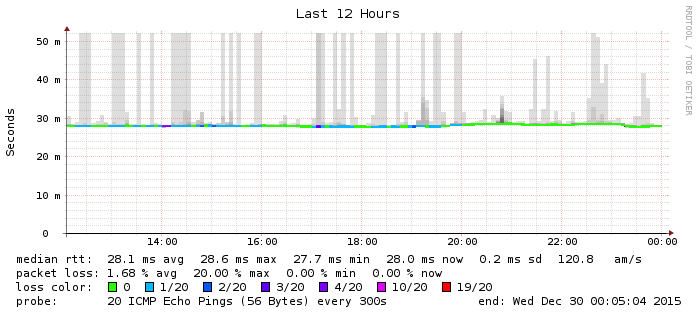 Last 12 Hours
RRDTOOL / TOBI OETIKER
Seconds
50 m
40 m
30 m
20 m
10 m
0
14:00 16:00 18:00 20:00 22:00 00:00
median rtt: 28.1 ms avg 28.6 ms max 27.7 ms min 28.0 ms now 0.2 ms sd 120.8 am/s
packet loss: 1.68 % avg 20.00 % max 0.00 % min 0.00 % now
loss color: 0 1/20 2/20 3/20 4/20 10/20 19/20
probe: 20 ICMP Echo Pings (56 Bytes) every 300s end: Wed Dec 30 00:05:04 2015